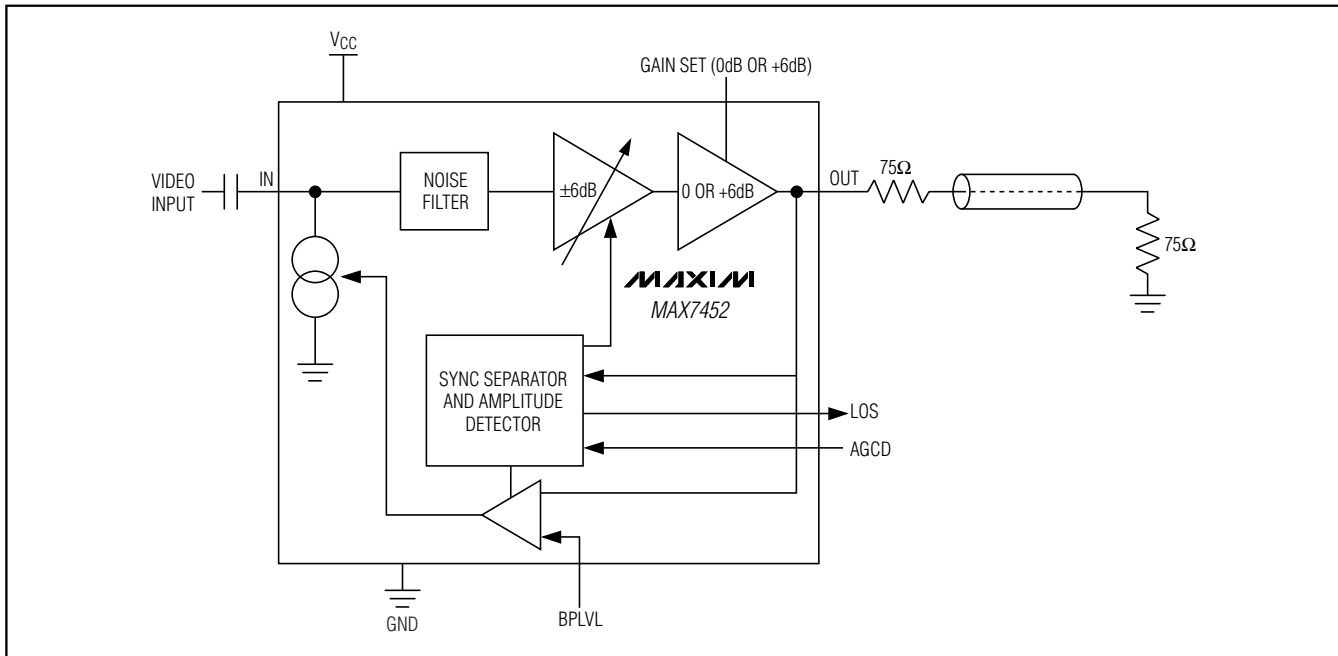 VCC
GAIN SET (0dB OR +6dB)
VIDEO
INPUT
IN
NOISE
FILTER
±6dB
0 OR +6dB
OUT
75Ω
75Ω
MAXIM
MAX7452
SYNC SEPARATOR
AND AMPLITUDE
DETECTOR
LOS
AGCD
GND
BPLVL